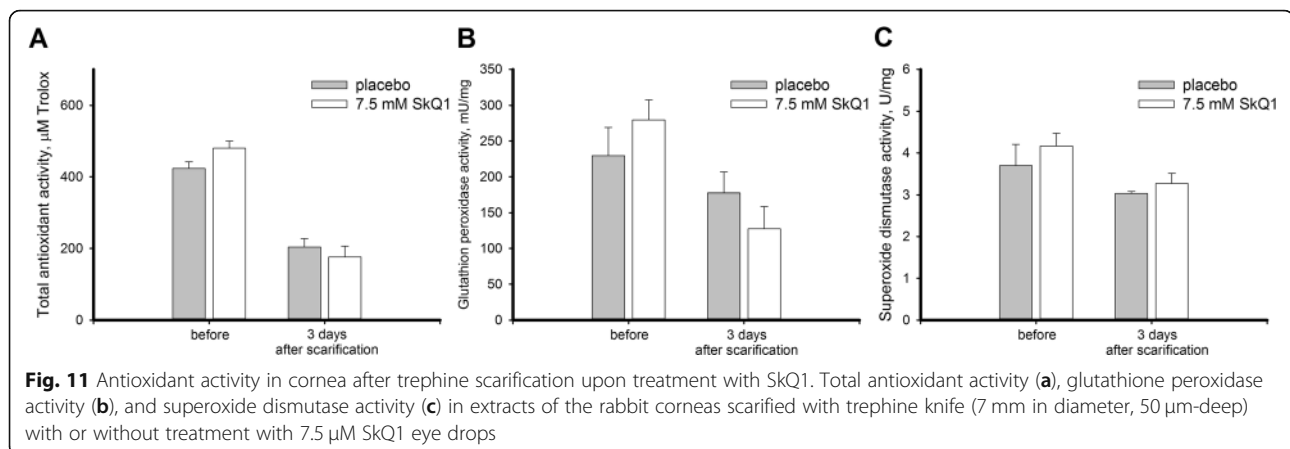 A
Total antioxidant activity, µM Trolox
600
400
200
0
placebo
7.5 mM SkQ1
before
3 days
after scarification
B
Glutathion peroxidase activity, mU/mg
350
300
250
200
150
100
50
0
placebo
7.5 mM SkQ1
before
3 days
after scarification
C
Superoxide dismutase activity, U/mg
6
5
4
3
2
1
0
placebo
7.5 mM SkQ1
before
3 days
after scarification
Fig. 11 Antioxidant activity in cornea after trephine scarification upon treatment with SkQ1. Total antioxidant activity (a), glutathione peroxidase
activity (b), and superoxide dismutase activity (c) in extracts of the rabbit corneas scarified with trephine knife (7 mm in diameter, 50 µm-deep)
with or without treatment with 7.5 µM SkQ1 eye drops